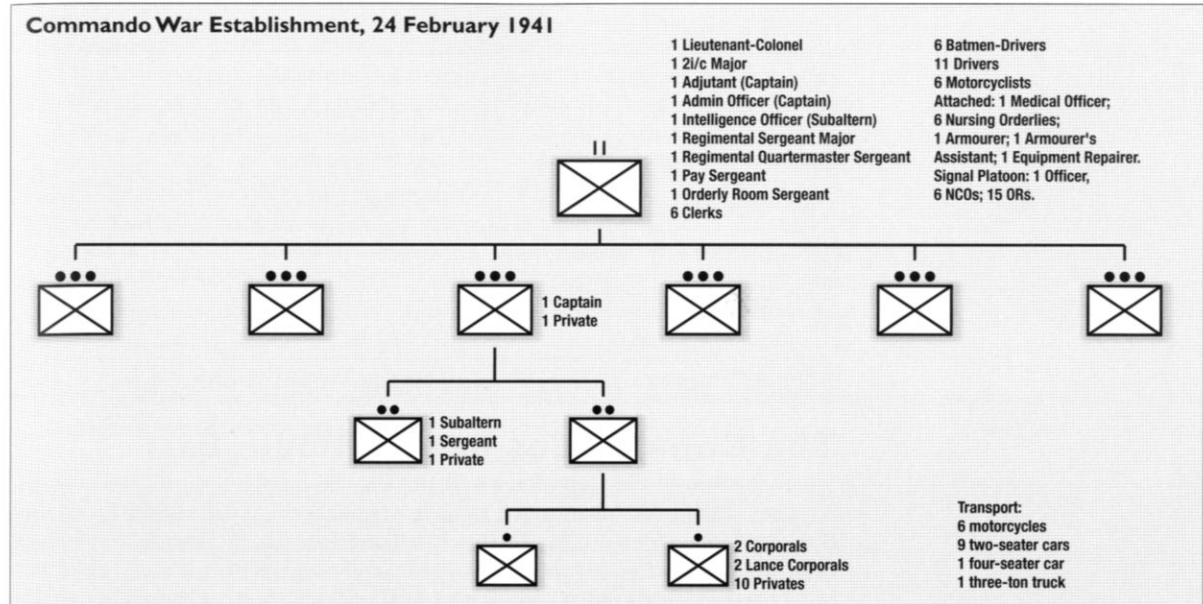 Commando War Establishment, 24 February 1941
1 Lieutenant-Colonel
1 2i/c Major
1 Adjutant (Captain)
1 Admin Officer (Captain)
1 Intelligence Officer (Subaltern)
1 Regimental Sergeant Major
1 Regimental Quartermaster Sergeant
1 Pay Sergeant
1 Orderly Room Sergeant
6 Clerks
6 Batmen-Drivers
11 Drivers
6 Motorcyclists
Attached: 1 Medical Officer;
6 Nursing Orderlies;
1 Armourer; 1 Armourer's
Assistant; 1 Equipment Repairer.
Signal Platoon: 1 Officer,
6 NCOs; 15 ORs.
1 Captain
1 Private
1 Subaltern
1 Sergeant
1 Private
2 Corporals
2 Lance Corporals
10 Privates
Transport:
6 motorcycles
9 two-seater cars
1 four-seater car
1 three-ton truck